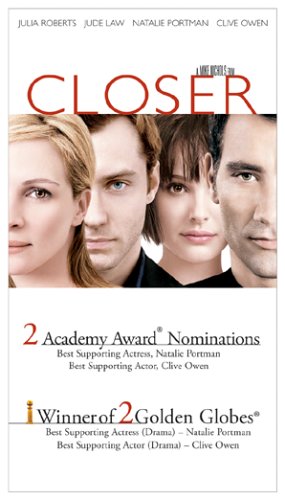 JULIA ROBERTS JUDE LAW NATALIE PORTMAN CLIVE OWEN
A MIKE NICHOLS FILM
CLOSER
2 Academy Award® Nominations
Best Supporting Actress, Natalie Portman
Best Supporting Actor, Clive Owen
Winner of 2 Golden Globes®
Best Supporting Actress (Drama) – Natalie Portman
Best Supporting Actor (Drama) – Clive Owen